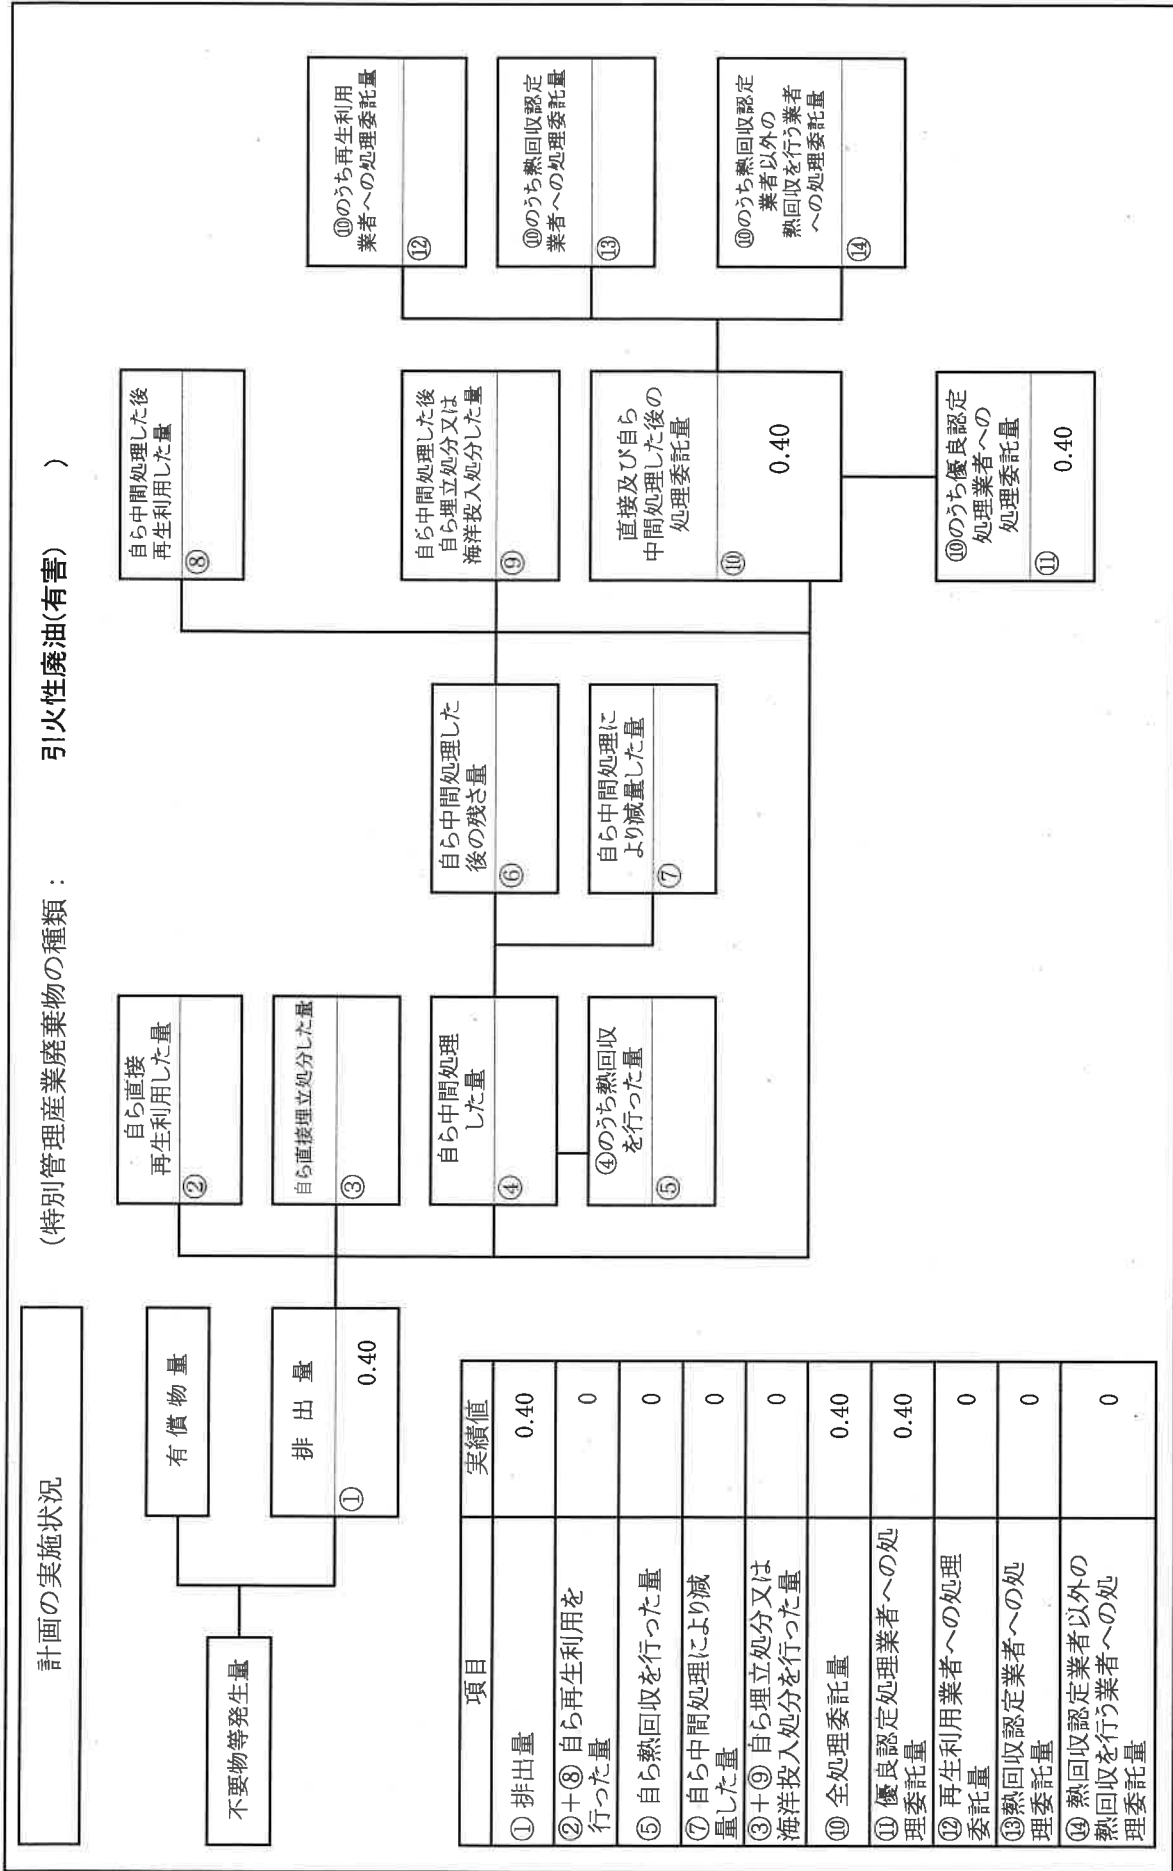 計画の実施状況
(特別管理産業廃棄物の種類：　引火性廃油(有害)　)
不要物等発生量
有償物量
排出量
① 0.40
自ら直接
再生利用した量
②
自ら直接埋立処分した量
③
自ら中間処理
した量
④
④のうち熱回収
を行った量
⑤
自ら中間処理した
後の残さ量
⑥
自ら中間処理に
より減量した量
⑦
自ら中間処理した後
再生利用した量
⑧
自ら中間処理した後
自ら埋立処分又は
海洋投入処分した量
⑨
直接及び自ら
中間処理した後の
処理委託量
⑩ 0.40
⑩のうち優良認定
処理業者への
処理委託量
⑪ 0.40
⑩のうち再生利用
業者への処理委託量
⑫
⑩のうち熱回収認定
業者への処理委託量
⑬
⑩のうち熱回収認定
業者以外の
熱回収を行う業者
への処理委託量
⑭
項目 実績値
① 排出量 0.40
②＋⑧ 自ら再生利用を
行った量 0
⑤ 自ら熱回収を行った量 0
⑦ 自ら中間処理により減
量した量 0
③＋⑨ 自ら埋立処分又は
海洋投入処分を行った量 0
⑩ 全処理委託量 0.40
⑪ 優良認定処理業者への処
理委託量 0.40
⑫ 再生利用業者への処理
委託量 0
⑬熱回収認定業者への処
理委託量 0
⑭ 熱回収認定業者以外の
熱回収を行う業者への処
理委託量 0